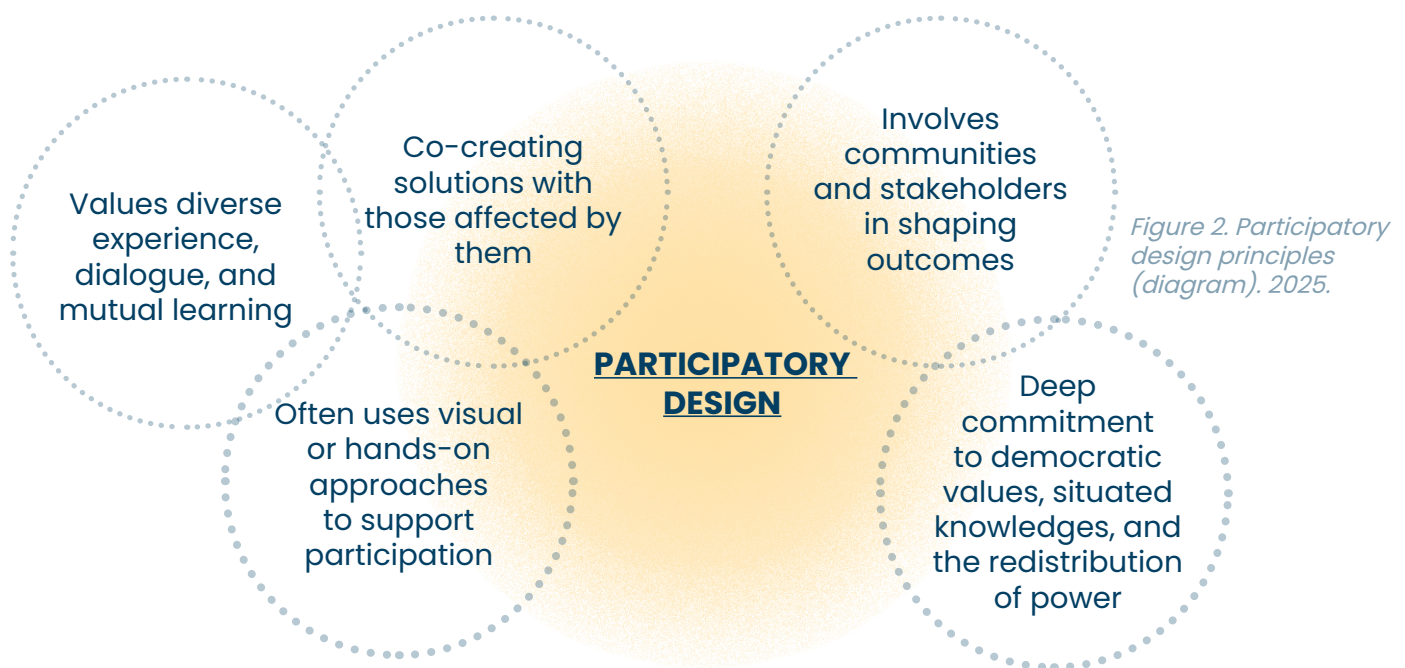 Values diverse
experience,
dialogue, and
mutual learning
Co-creating
solutions with
those affected by
them
Often uses visual
or hands-on
approaches
to support
participation
PARTICIPATORY
DESIGN
Involves
communities
and stakeholders
in shaping
outcomes
Deep
commitment
to democratic
values, situated
knowledges, and
the redistribution
of power
Figure 2. Participatory
design principles
(diagram). 2025.